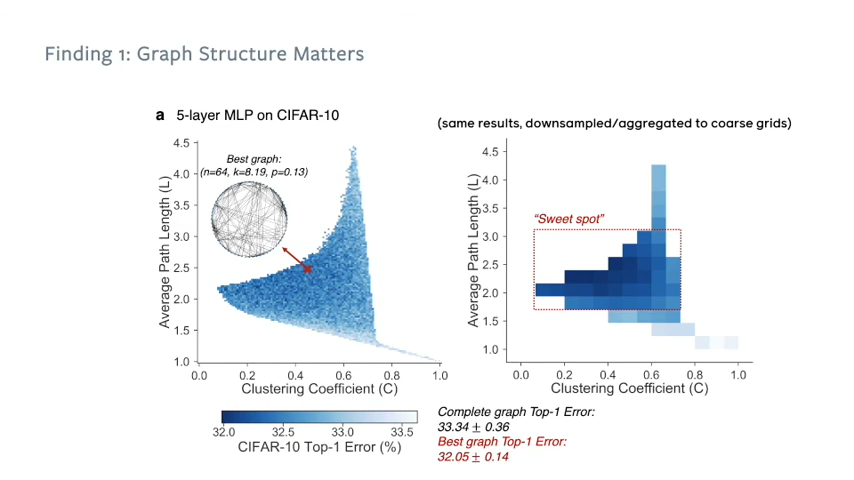 Finding 1: Graph Structure Matters
a 5-layer MLP on CIFAR-10
Best graph:
(n=64, k=8.19, p=0.13)
Average Path Length (L)
4.5
4.0
3.5
3.0
2.5
2.0
1.5
1.0
0.0 0.2 0.4 0.6 0.8 1.0
Clustering Coefficient (C)
32.0 32.5 33.0 33.5
CIFAR-10 Top-1 Error (%)
(same results, downsampled/aggregated to coarse grids)
Average Path Length (L)
4.5
4.0
3.5
3.0
2.5
2.0
1.5
1.0
“Sweet spot”
0.0 0.2 0.4 0.6 0.8 1.0
Clustering Coefficient (C)
Complete graph Top-1 Error:
33.34 ± 0.36
Best graph Top-1 Error:
32.05 ± 0.14